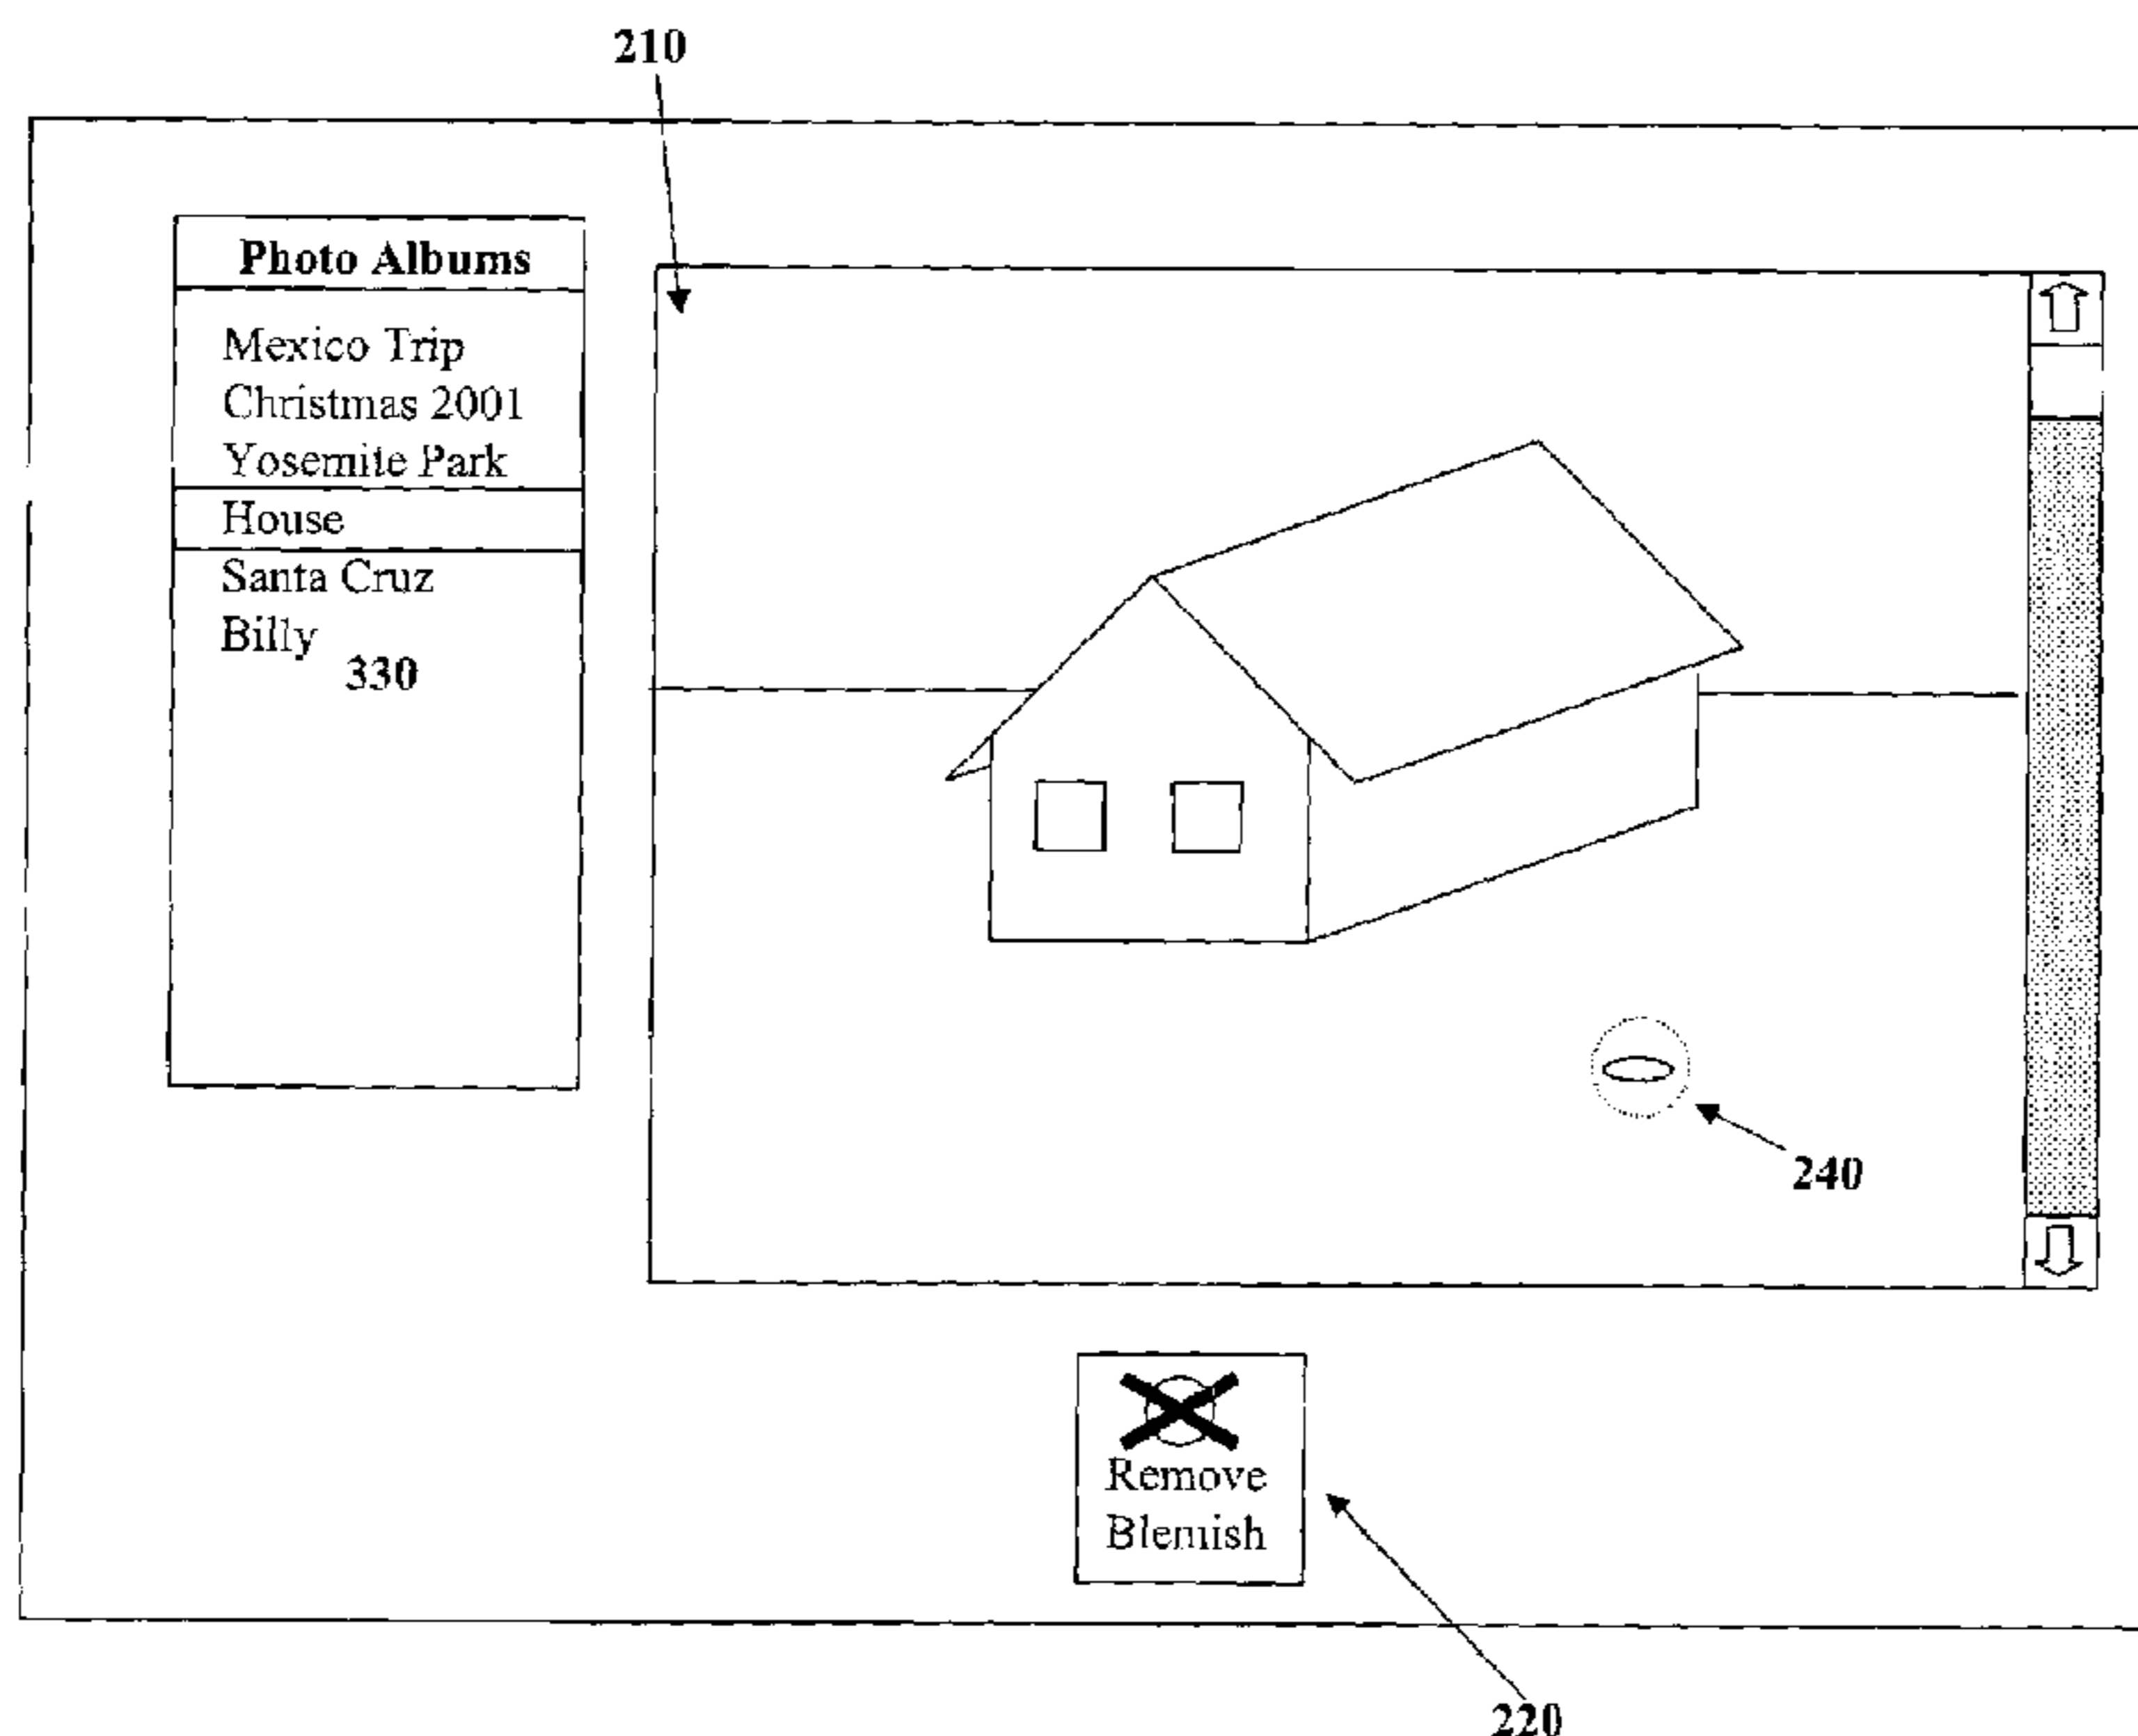 210
Photo Albums
Mexico Trip
Christmas 2001
Yosemite Park
House
Santa Cruz
Billy
330
240
Remove
Blemish
220